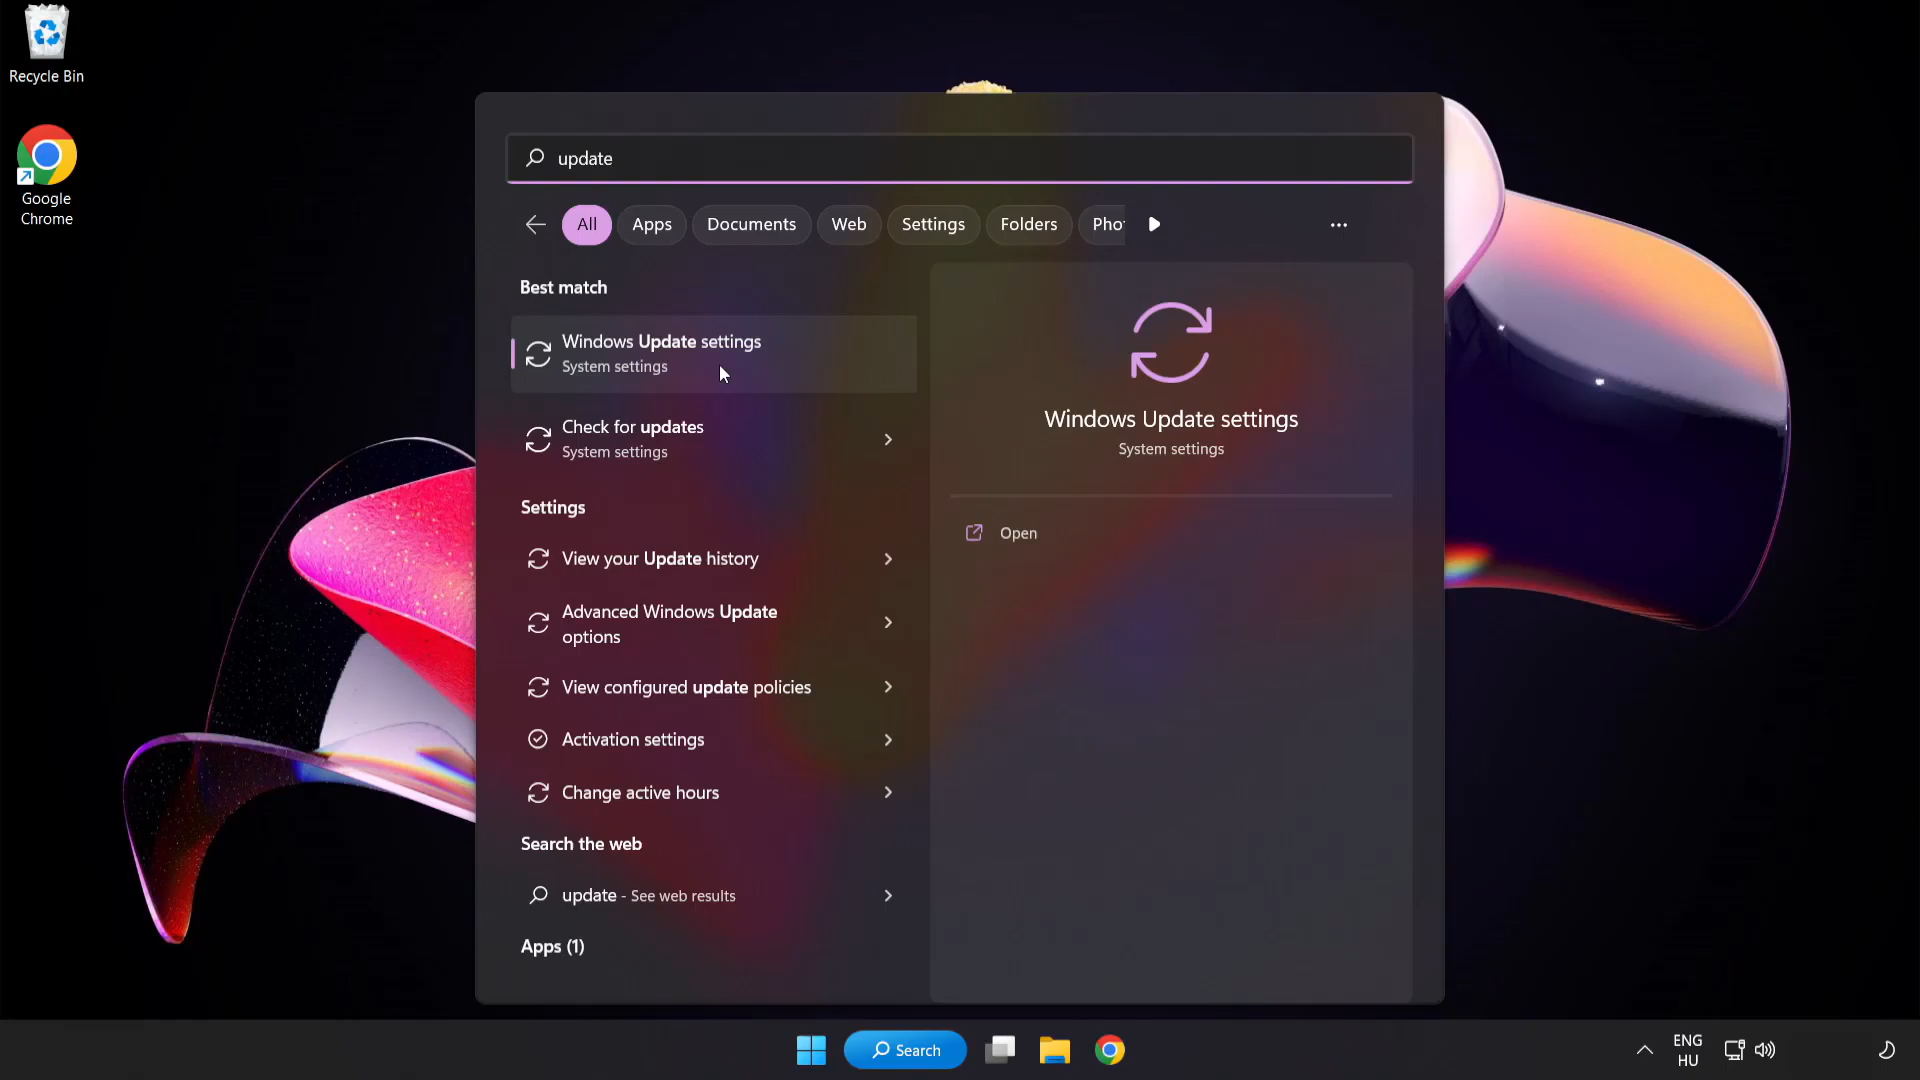 Recycle Bin
Google
Chrome
update
All
Apps
Documents
Web
Settings
Folders
Pho
Best match
Windows Update settings
System settings
Check for updates
System settings
Settings
View your Update history
Advanced Windows Update
options
View configured update policies
Activation settings
Change active hours
Search the web
update - See web results
Apps (1)
Windows Update settings
System settings
Open
Search
ENG
HU